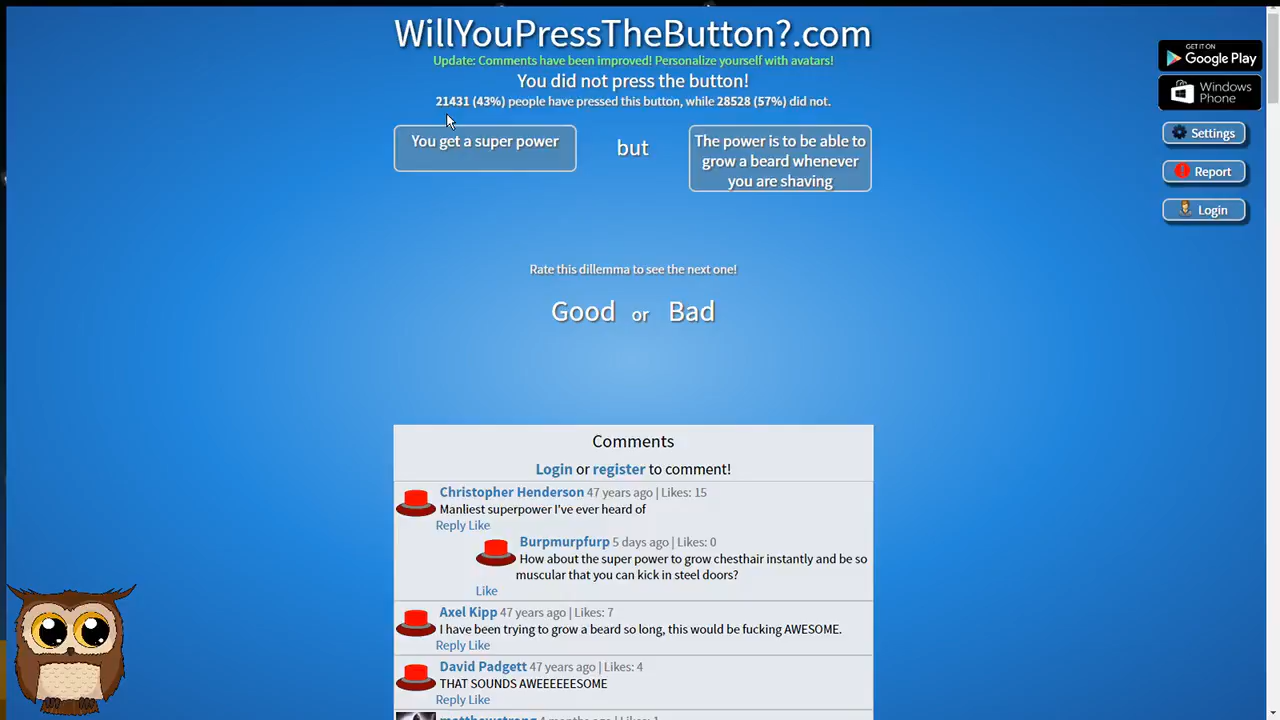 WillYouPressTheButton?.com
Update: Comments have been improved! Personalize yourself with avatars!
You did not press the button!
21431 (43%) people have pressed this button, while 28528 (57%) did not.
You get a super power
but
The power is to be able to
grow a beard whenever
you are shaving
GET IT ON
Google Play
Windows
Phone
Settings
Report
Login
Rate this dillemma to see the next one!
Good or Bad
Comments
Login or register to comment!
Christopher Henderson 47 years ago | Likes: 15
Manliest superpower I've ever heard of
Reply Like
Burpmurpfurp 5 days ago | Likes: 0
How about the super power to grow chesthair instantly and be so
muscular that you can kick in steel doors?
Like
Axel Kipp 47 years ago | Likes: 7
I have been trying to grow a beard so long, this would be fucking AWESOME.
Reply Like
David Padgett 47 years ago | Likes: 4
THAT SOUNDS AWEEEEEESOME
Reply Like